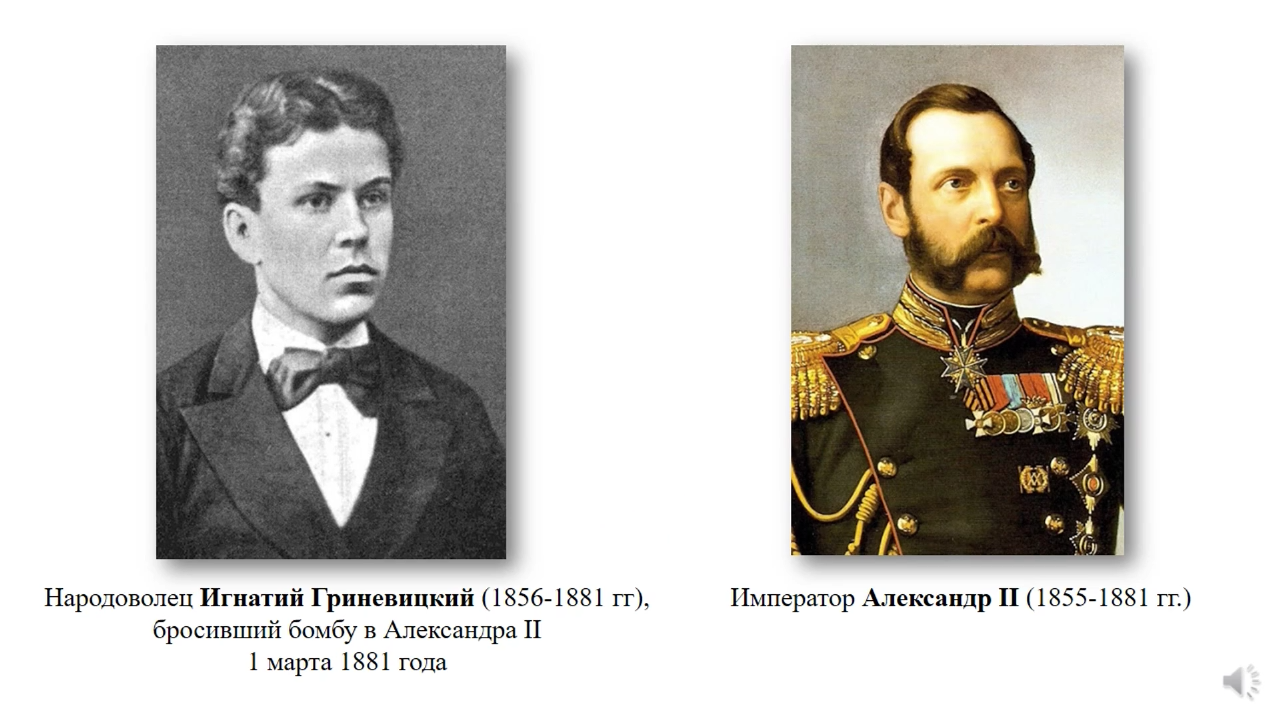 Народоволец Игнатий Гриневицкий (1856-1881 гг),
бросивший бомбу в Александра II
1 марта 1881 года
Император Александр II (1855-1881 гг.)